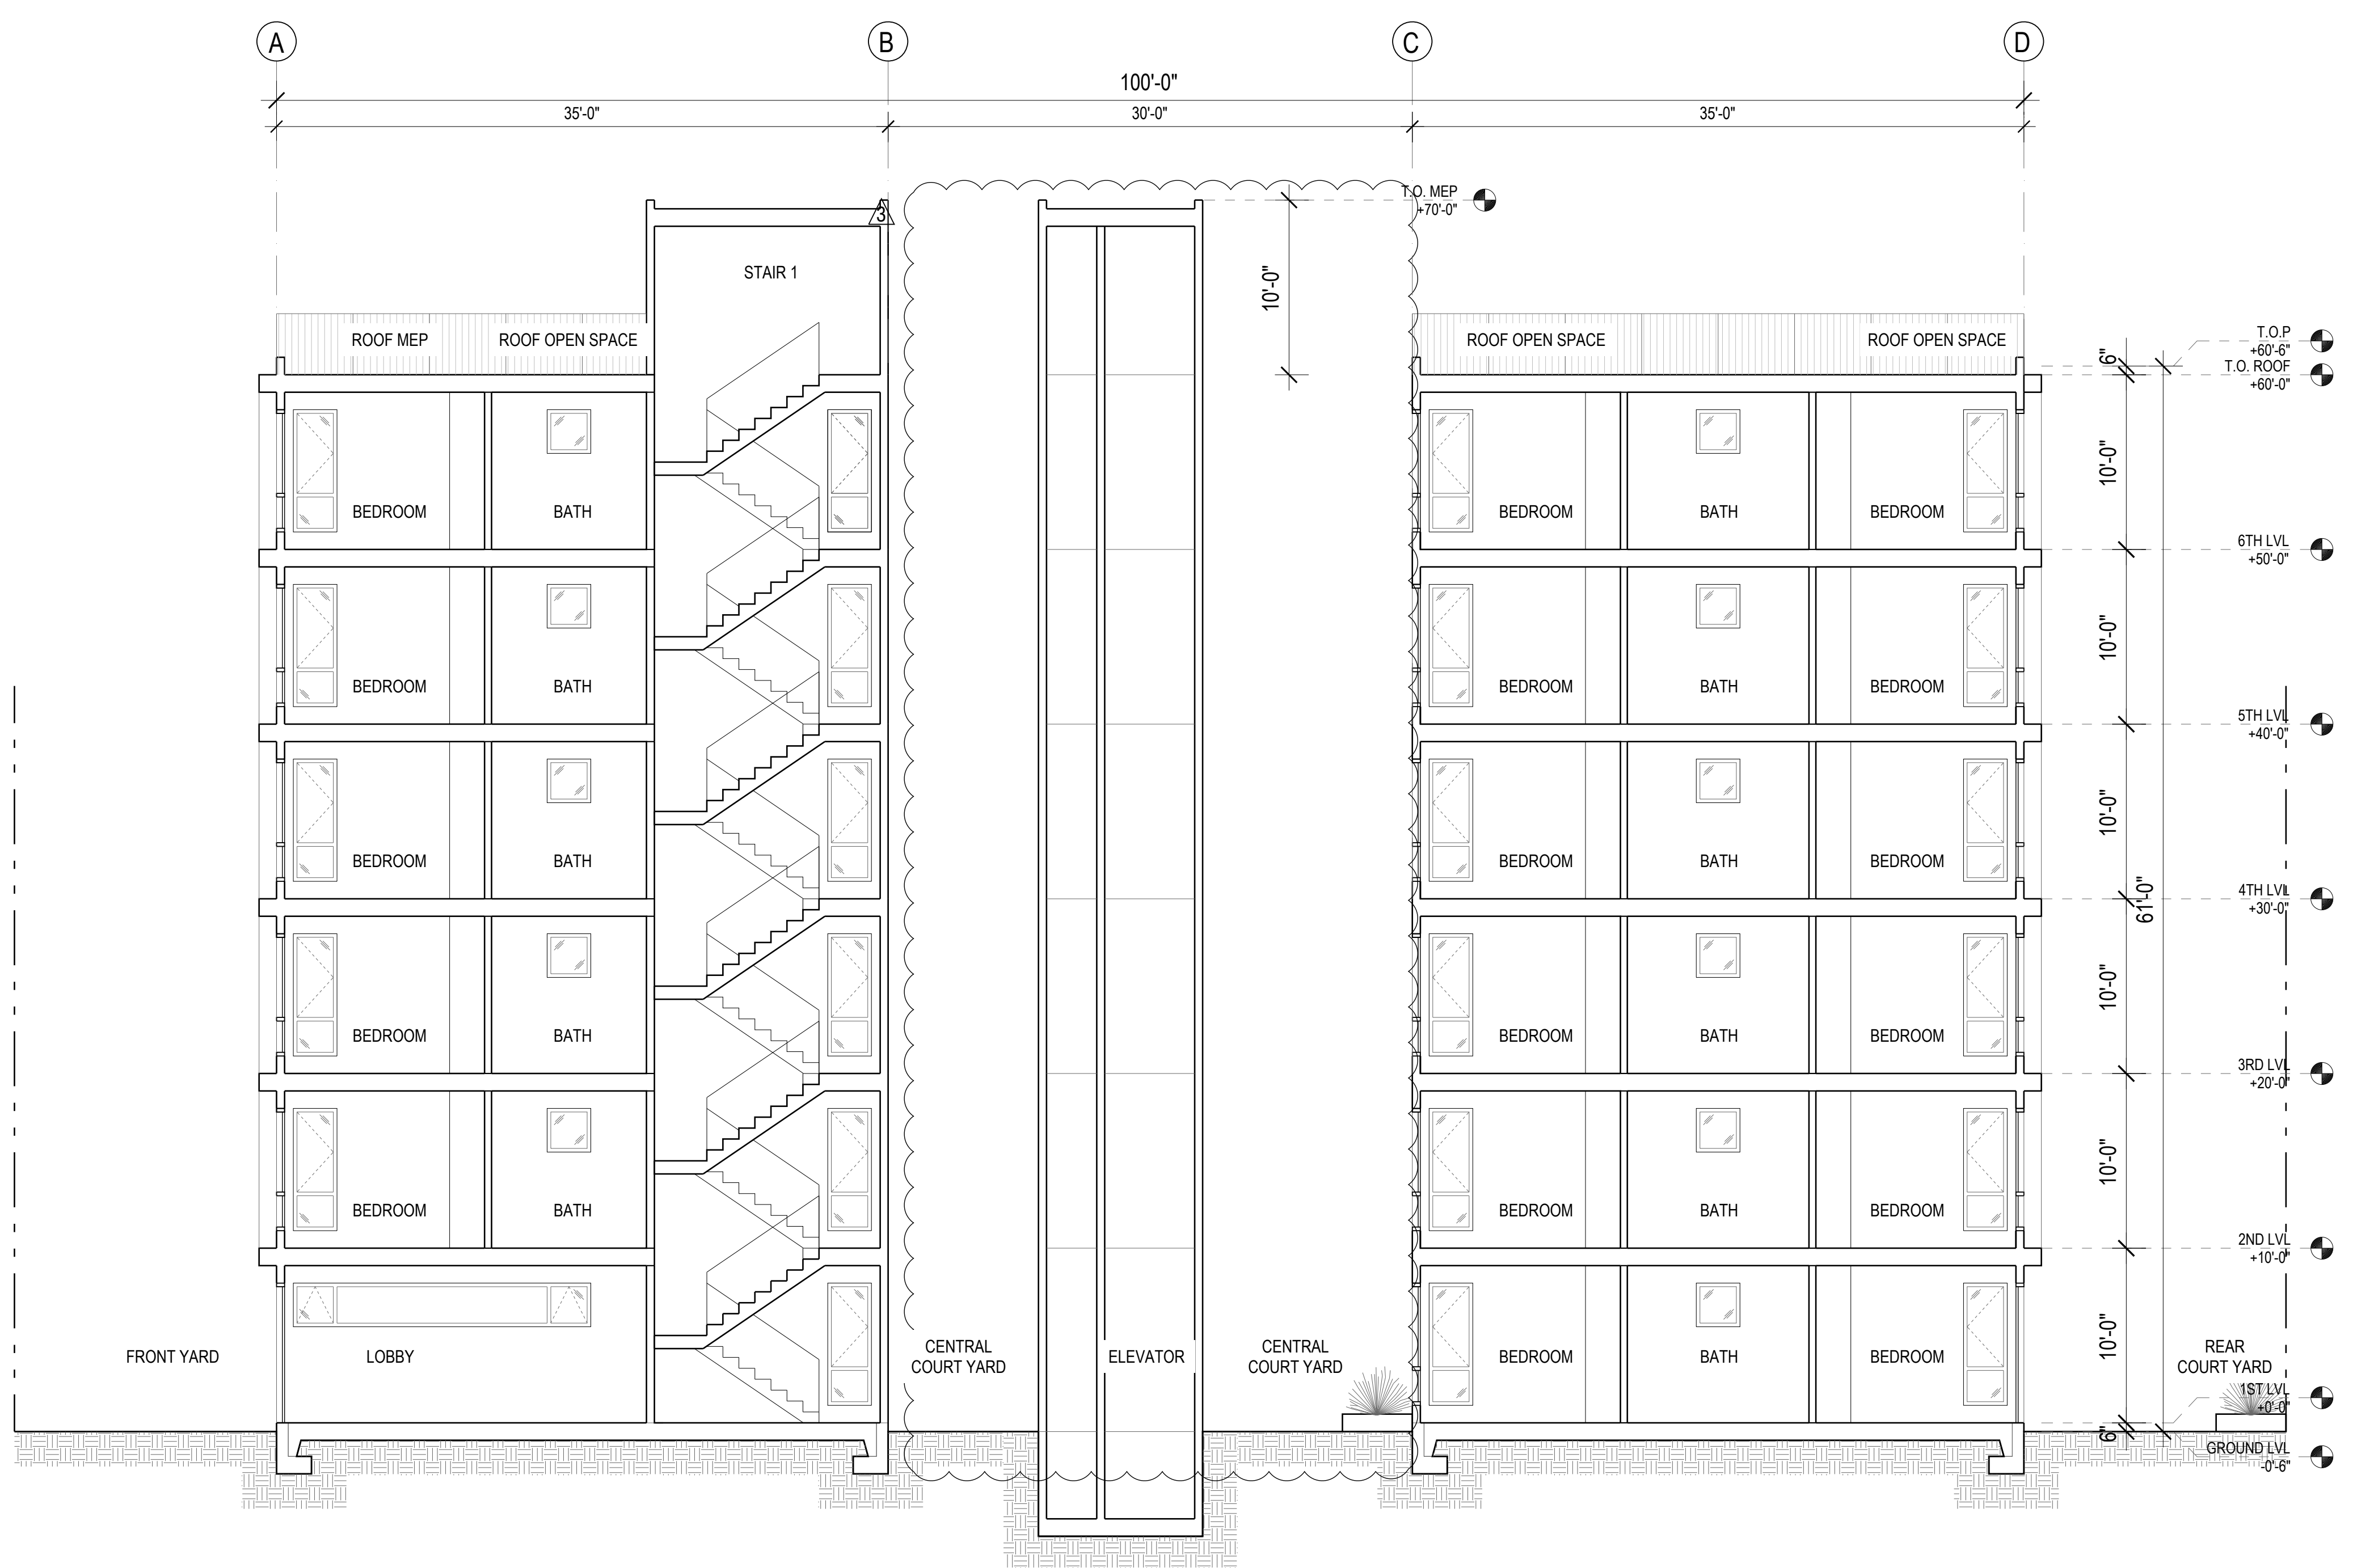 A
B
C
D
100'-0"
35'-0"
30'-0"
35'-0"
T.O. MEP
+70'-0"
3
STAIR 1
10'-0"
ROOF MEP
ROOF OPEN SPACE
ROOF OPEN SPACE
ROOF OPEN SPACE
T.O.P
+60'-6"
6"
T.O. ROOF
+60'-0"
10'-0"
BEDROOM
BATH
BEDROOM
BATH
BEDROOM
6TH LVL
+50'-0"
10'-0"
BEDROOM
BATH
BEDROOM
BATH
BEDROOM
5TH LVL
+40'-0"
10'-0"
BEDROOM
BATH
BEDROOM
BATH
BEDROOM
4TH LVL
+30'-0"
61'-0"
10'-0"
BEDROOM
BATH
BEDROOM
BATH
BEDROOM
3RD LVL
+20'-0"
10'-0"
BEDROOM
BATH
BEDROOM
BATH
BEDROOM
2ND LVL
+10'-0"
10'-0"
FRONT YARD
LOBBY
CENTRAL
COURT YARD
ELEVATOR
CENTRAL
COURT YARD
BEDROOM
BATH
BEDROOM
REAR
COURT YARD
1ST LVL
+0'-0"
6"
GROUND LVL
-0'-6"